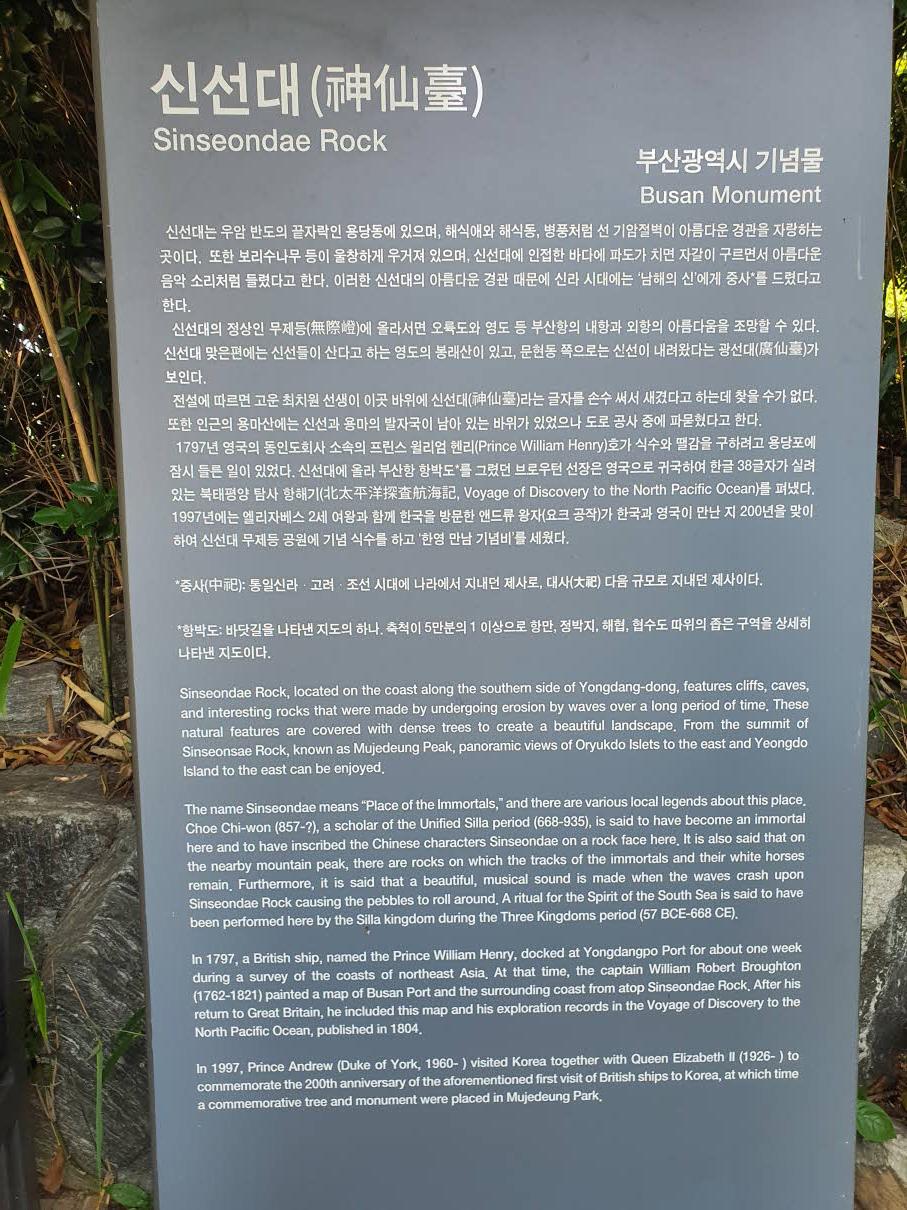 신선대(神仙臺)
Sinseondae Rock
부산광역시 기념물
Busan Monument
신선대는 우암 반도의 끝자락인 용당동에 있으며, 해식애와 해식동, 병풍처럼 선 기암절벽이 아름다운 경관을 자랑하는
곳이다. 또한 보리수나무 등이 울창하게 우거져 있으며, 신선대에 인접한 바다에 파도가 치면 자갈이 구르면서 아름다운
음악 소리처럼 들렸다고 한다. 이러한 신선대의 아름다운 경관 때문에 신라 시대에는 '남해의 신'에게 중사*를 드렸다고
한다.
신선대의 정상인 무제등(無際嶝)에 올라서면 오륙도와 영도 등 부산항의 내항과 외항의 아름다움을 조망할 수 있다.
신선대 맞은편에는 신선들이 산다고 하는 영도의 봉래산이 있고, 문현동 쪽으로는 신선이 내려왔다는 광선대(廣仙臺)가
보인다.
전설에 따르면 고운 최치원 선생이 이곳 바위에 신선대(神仙臺)라는 글자를 손수 써서 새겼다고 하는데 찾을 수가 없다.
또한 인근의 용마산에는 신선과 용마의 발자국이 남아 있는 바위가 있었으나 도로 공사 중에 파묻혔다고 한다.
1797년 영국의 동인도회사 소속의 프린스 윌리엄 헨리(Prince William Henry)호가 식수와 땔감을 구하려고 용당포에
잠시 들른 일이 있었다. 신선대에 올라 부산항 항박도*를 그렸던 브로우턴 선장은 영국으로 귀국하여 한글 38글자가 실려
있는 북태평양 탐사 항해기(北太平洋探査航海記, Voyage of Discovery to the North Pacific Ocean)를 펴냈다.
1997년에는 엘리자베스 2세 여왕과 함께 한국을 방문한 앤드류 왕자(요크 공작)가 한국과 영국이 만난 지 200년을 맞이
하여 신선대 무제등 공원에 기념 식수를 하고 '한영 만남 기념비'를 세웠다.
*중사(中祀): 통일신라 · 고려 · 조선 시대에 나라에서 지내던 제사로, 대사(大祀) 다음 규모로 지내던 제사이다.
*항박도: 바닷길을 나타낸 지도의 하나. 축척이 5만분의 1 이상으로 항만, 정박지, 해협, 협수도 따위의 좁은 구역을 상세히
나타낸 지도이다.
Sinseondae Rock, located on the coast along the southern side of Yongdang-dong, features cliffs, caves,
and interesting rocks that were made by undergoing erosion by waves over a long period of time. These
natural features are covered with dense trees to create a beautiful landscape. From the summit of
Sinseonsae Rock, known as Mujedeung Peak, panoramic views of Oryukdo Islets to the east and Yeongdo
Island to the east can be enjoyed.
The name Sinseondae means "Place of the Immortals," and there are various local legends about this place.
Choe Chi-won (857-?), a scholar of the Unified Silla period (668-935), is said to have become an immortal
here and to have inscribed the Chinese characters Sinseondae on a rock face here. It is also said that on
the nearby mountain peak, there are rocks on which the tracks of the immortals and their white horses
remain. Furthermore, it is said that a beautiful, musical sound is made when the waves crash upon
Sinseondae Rock causing the pebbles to roll around. A ritual for the Spirit of the South Sea is said to have
been performed here by the Silla kingdom during the Three Kingdoms period (57 BCE-668 CE).
In 1797, a British ship, named the Prince William Henry, docked at Yongdangpo Port for about one week
during a survey of the coasts of northeast Asia. At that time, the captain William Robert Broughton
(1762-1821) painted a map of Busan Port and the surrounding coast from atop Sinseondae Rock. After his
return to Great Britain, he included this map and his exploration records in the Voyage of Discovery to the
North Pacific Ocean, published in 1804.
In 1997, Prince Andrew (Duke of York, 1960- ) visited Korea together with Queen Elizabeth II (1926- ) to
commemorate the 200th anniversary of the aforementioned first visit of British ships to Korea, at which time
a commemorative tree and monument were placed in Mujedeung Park.